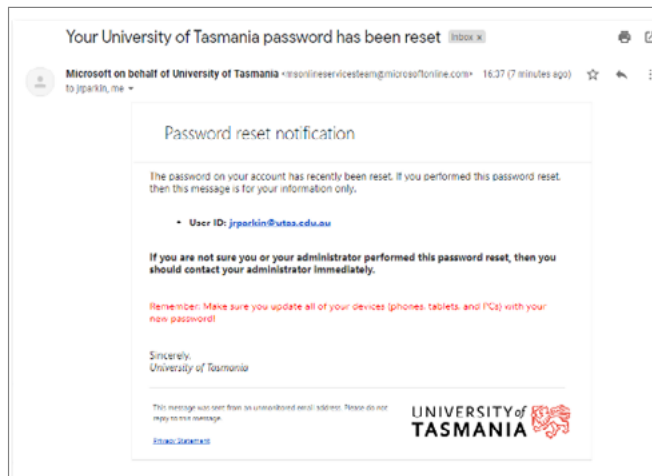 Your University of Tasmania password has been reset Inbox x
Microsoft on behalf of University of Tasmania <msonlineservicesteam@microsoftonline.com> 16:37 (7 minutes ago)
to jrparkin, me
Password reset notification
The password on your account has recently been reset. If you performed this password reset,
then this message is for your information only.
• User ID: jrparkin@utas.edu.au
If you are not sure you or your administrator performed this password reset, then you
should contact your administrator immediately.
Remember: Make sure you update all of your devices (phones, tablets, and PCs) with your
new password!
Sincerely,
University of Tasmania
This message was sent from an unmonitored email address. Please do not
reply to this message.
Privacy Statement
UNIVERSITY of
TASMANIA